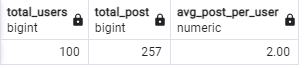 total_users total_post avg_post_per_user
bigint bigint numeric
100 257 2.00